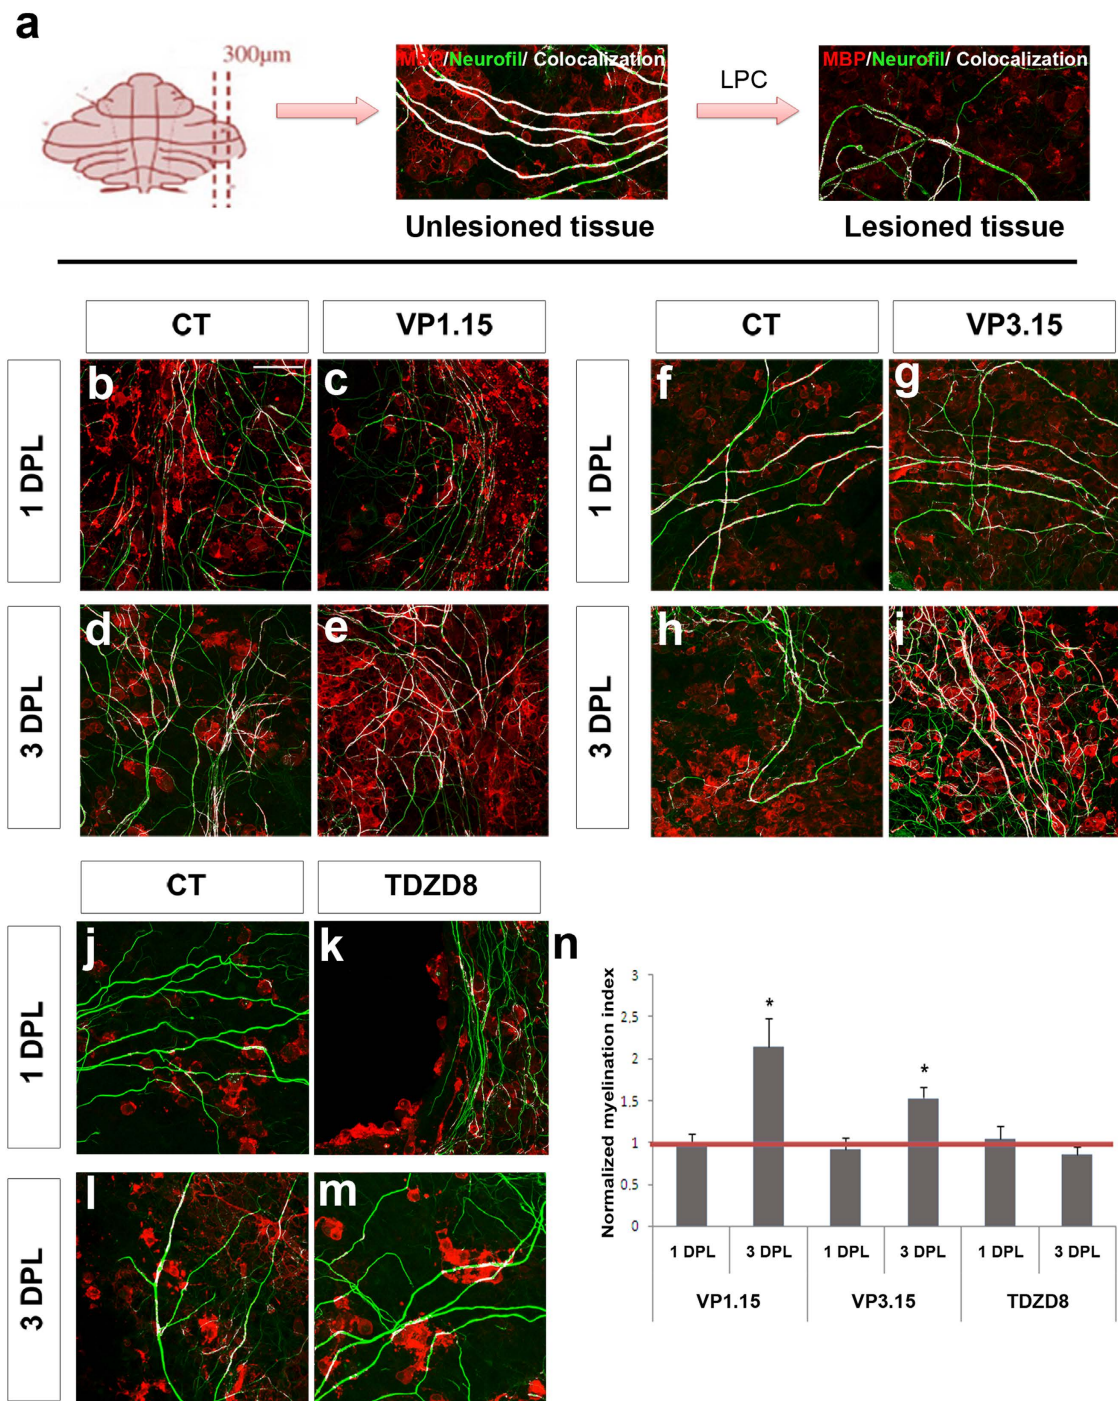 a
300µm
MBP/Neurofil/ Colocalization
LPC
MBP/Neurofil/ Colocalization
Unlesioned tissue
Lesioned tissue
CT
VP1.15
CT
VP3.15
1 DPL
b
c
1 DPL
f
g
3 DPL
d
e
3 DPL
h
i
CT
TDZD8
1 DPL
j
k
3 DPL
l
m
n
Normalized myelination index
3
2.5
2
1.5
1
0.5
0
*
*
1 DPL
3 DPL
1 DPL
3 DPL
1 DPL
3 DPL
VP1.15
VP3.15
TDZD8